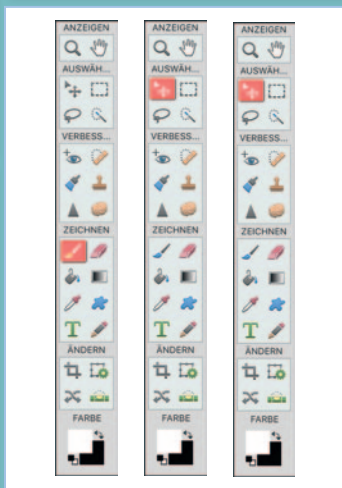 ANZEIGEN
AUSWÄH...
VERBESS...
ZEICHNEN
T
ÄNDERN
FARBE
ANZEIGEN
AUSWÄH...
VERBESS...
ZEICHNEN
T
ÄNDERN
FARBE
ANZEIGEN
AUSWÄH...
VERBESS...
ZEICHNEN
T
ÄNDERN
FARBE